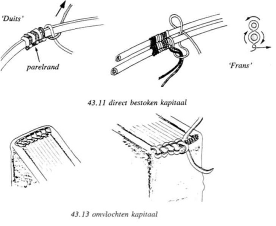 'Duits'
parelrand
'Frans'
43.11 direct bestoken kapitaal
43.13 omvlochten kapitaal